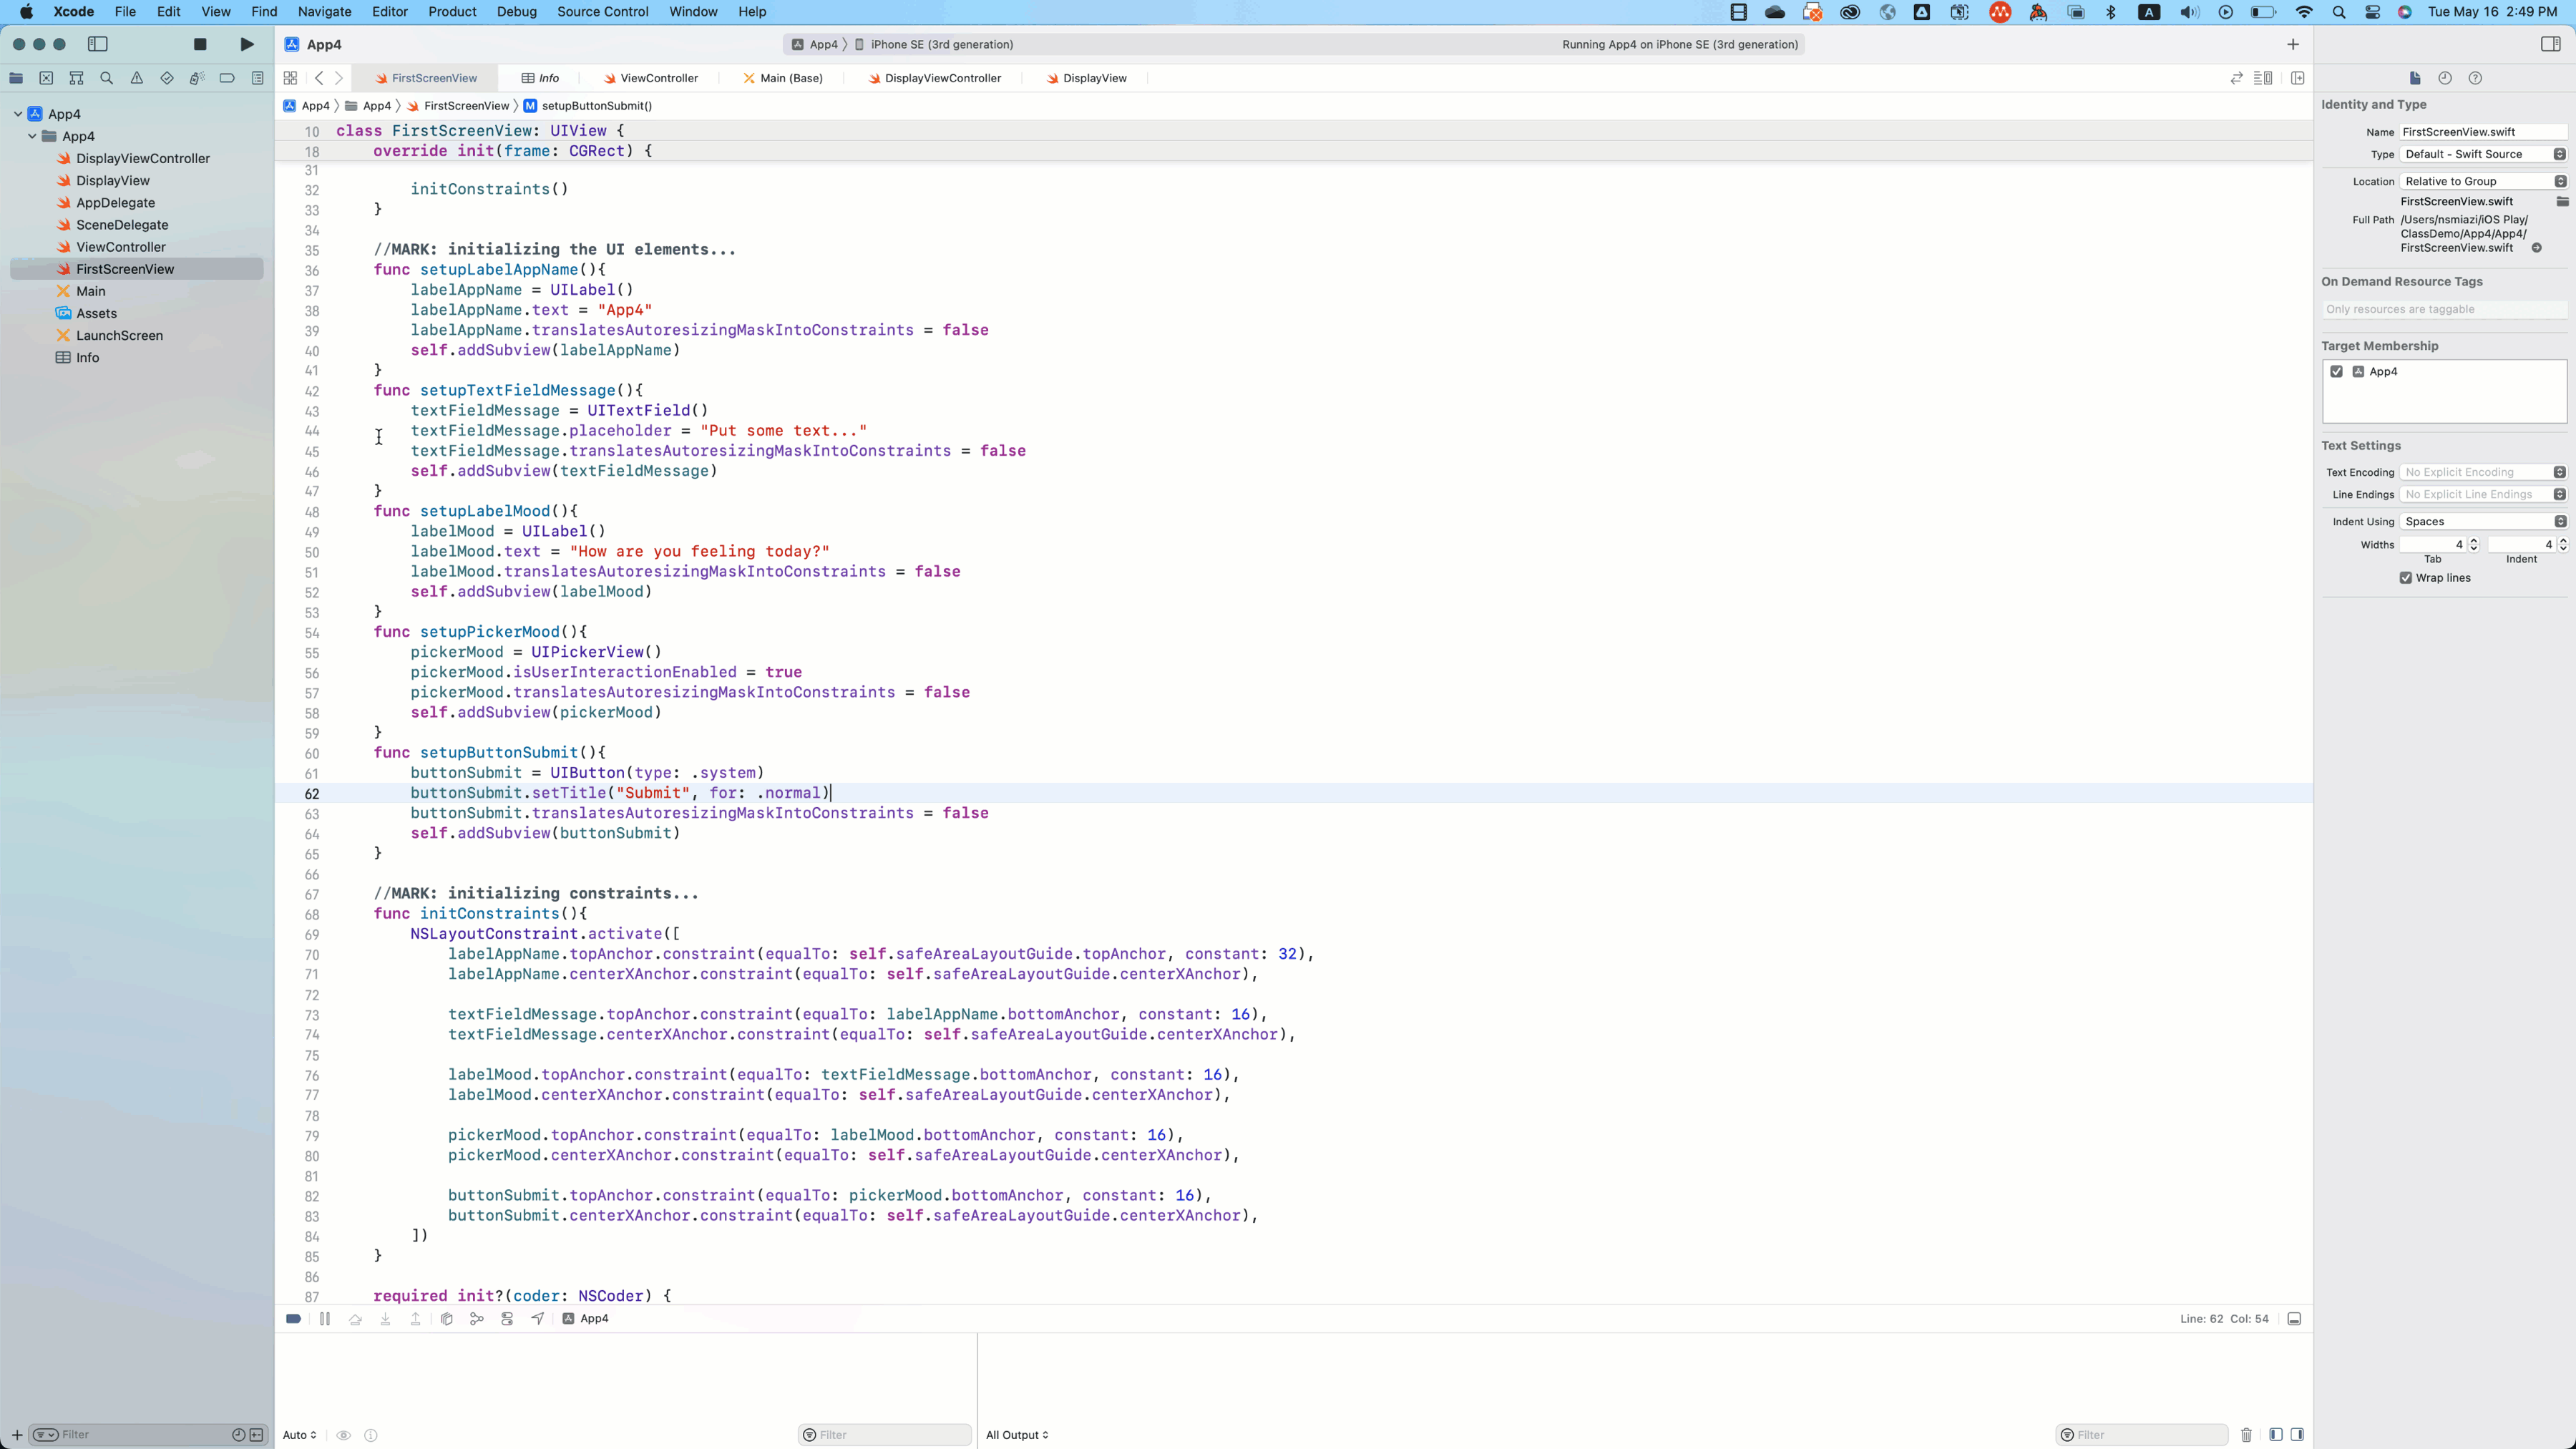 Xcode File Edit View Find Navigate Editor Product Debug Source Control Window Help
A
Tue May 16 2:49 PM
App4
App4 〉 iPhone SE (3rd generation)
Running App4 on iPhone SE (3rd generation)
FirstScreenView Info ViewController Main (Base) DisplayViewController DisplayView
App4 〉 App4 〉 FirstScreenView 〉 M setupButtonSubmit()
App4
App4
DisplayViewController
DisplayView
AppDelegate
SceneDelegate
ViewController
FirstScreenView
Main
Assets
LaunchScreen
Info
Filter
10 class FirstScreenView: UIView {
18 override init(frame: CGRect) {
31
32 initConstraints()
33 }
34
35 //MARK: initializing the UI elements...
36 func setupLabelAppName(){
37 labelAppName = UILabel()
38 labelAppName.text = "App4"
39 labelAppName.translatesAutoresizingMaskIntoConstraints = false
40 self.addSubview(labelAppName)
41 }
42 func setupTextFieldMessage(){
43 textFieldMessage = UITextField()
44 textFieldMessage.placeholder = "Put some text..."
45 textFieldMessage.translatesAutoresizingMaskIntoConstraints = false
46 self.addSubview(textFieldMessage)
47 }
48 func setupLabelMood(){
49 labelMood = UILabel()
50 labelMood.text = "How are you feeling today?"
51 labelMood.translatesAutoresizingMaskIntoConstraints = false
52 self.addSubview(labelMood)
53 }
54 func setupPickerMood(){
55 pickerMood = UIPickerView()
56 pickerMood.isUserInteractionEnabled = true
57 pickerMood.translatesAutoresizingMaskIntoConstraints = false
58 self.addSubview(pickerMood)
59 }
60 func setupButtonSubmit(){
61 buttonSubmit = UIButton(type: .system)
62 buttonSubmit.setTitle("Submit", for: .normal)
63 buttonSubmit.translatesAutoresizingMaskIntoConstraints = false
64 self.addSubview(buttonSubmit)
65 }
66
67 //MARK: initializing constraints...
68 func initConstraints(){
69 NSLayoutConstraint.activate([
70 labelAppName.topAnchor.constraint(equalTo: self.safeAreaLayoutGuide.topAnchor, constant: 32),
71 labelAppName.centerXAnchor.constraint(equalTo: self.safeAreaLayoutGuide.centerXAnchor),
72
73 textFieldMessage.topAnchor.constraint(equalTo: labelAppName.bottomAnchor, constant: 16),
74 textFieldMessage.centerXAnchor.constraint(equalTo: self.safeAreaLayoutGuide.centerXAnchor),
75
76 labelMood.topAnchor.constraint(equalTo: textFieldMessage.bottomAnchor, constant: 16),
77 labelMood.centerXAnchor.constraint(equalTo: self.safeAreaLayoutGuide.centerXAnchor),
78
79 pickerMood.topAnchor.constraint(equalTo: labelMood.bottomAnchor, constant: 16),
80 pickerMood.centerXAnchor.constraint(equalTo: self.safeAreaLayoutGuide.centerXAnchor),
81
82 buttonSubmit.topAnchor.constraint(equalTo: pickerMood.bottomAnchor, constant: 16),
83 buttonSubmit.centerXAnchor.constraint(equalTo: self.safeAreaLayoutGuide.centerXAnchor),
84 ])
85 }
86
87 required init?(coder: NSCoder) {
App4
Line: 62 Col: 54
Auto
Filter
All Output
Filter
Identity and Type
Name FirstScreenView.swift
Type Default - Swift Source
Location Relative to Group
FirstScreenView.swift
Full Path /Users/nsmiazi/iOS Play/
ClassDemo/App4/App4/
FirstScreenView.swift
On Demand Resource Tags
Only resources are taggable
Target Membership
App4
Text Settings
Text Encoding No Explicit Encoding
Line Endings No Explicit Line Endings
Indent Using Spaces
Widths 4 4
Tab Indent
Wrap lines